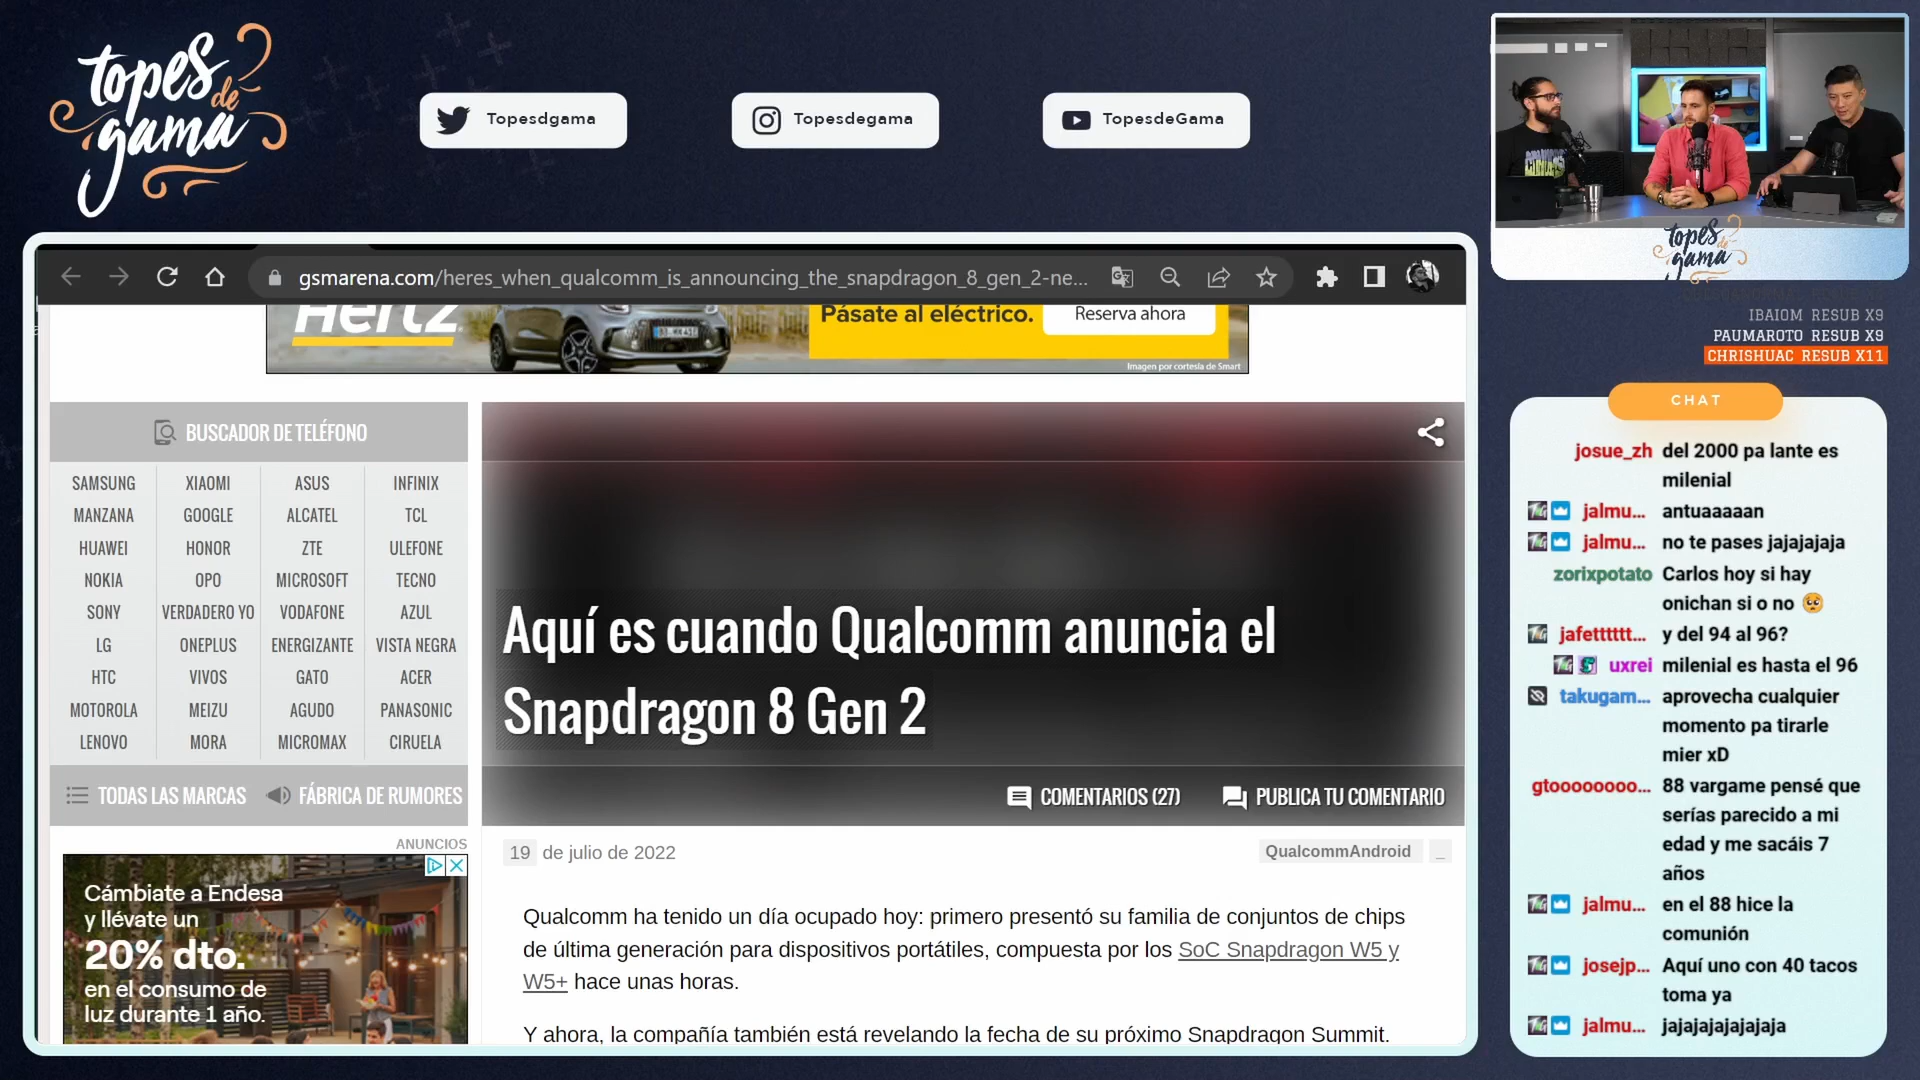 topes
de
gama
Topesdgama
Topesdegama
TopesdeGama
topes
de
gama
gsmarena.com/heres_when_qualcomm_is_announcing_the_snapdragon_8_gen_2-ne...
Hertz
Pásate al eléctrico.
Reserva ahora
Imagen por cortesía de Smart
BUSCADOR DE TELÉFONO
SAMSUNG XIAOMI ASUS INFINIX
MANZANA GOOGLE ALCATEL TCL
HUAWEI HONOR ZTE ULEFONE
NOKIA OPO MICROSOFT TECNO
SONY VERDADERO YO VODAFONE AZUL
LG ONEPLUS ENERGIZANTE VISTA NEGRA
HTC VIVOS GATO ACER
MOTOROLA MEIZU AGUDO PANASONIC
LENOVO MORA MICROMAX CIRUELA
TODAS LAS MARCAS FÁBRICA DE RUMORES
ANUNCIOS
Cámbiate a Endesa
y llévate un
20% dto.
en el consumo de
luz durante 1 año.
Aquí es cuando Qualcomm anuncia el
Snapdragon 8 Gen 2
COMENTARIOS (27) PUBLICA TU COMENTARIO
19 de julio de 2022
QualcommAndroid _
Qualcomm ha tenido un día ocupado hoy: primero presentó su familia de conjuntos de chips
de última generación para dispositivos portátiles, compuesta por los SoC Snapdragon W5 y
W5+ hace unas horas.
Y ahora, la compañía también está revelando la fecha de su próximo Snapdragon Summit.
IBAIOM RESUB X9
PAUMAROTO RESUB X9
CHRISHUAC RESUB X11
CHAT
josue_zh del 2000 pa lante es
milenial
jalmu... antuaaaaan
jalmu... no te pases jajajajaja
zorixpotato Carlos hoy si hay
onichan si o no 🥺
jafetttttt... y del 94 al 96?
uxrei milenial es hasta el 96
takugam... aprovecha cualquier
momento pa tirarle
mier xD
gtoooooooo... 88 vargame pensé que
serías parecido a mi
edad y me sacáis 7
años
jalmu... en el 88 hice la
comunión
josejp... Aquí uno con 40 tacos
toma ya
jalmu... jajajajajajaja